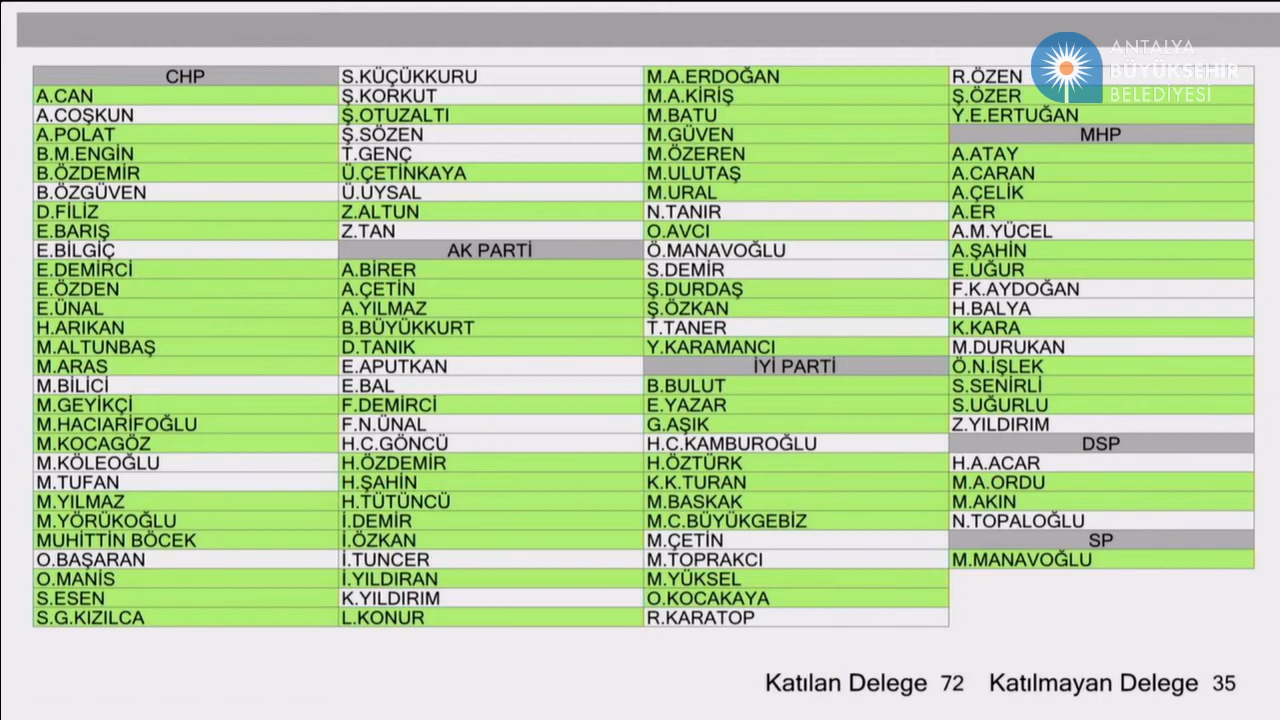 ANTALYA
BÜYÜKŞEHİR
BELEDİYESİ
CHP
A.CAN
A.COŞKUN
A.POLAT
B.M.ENGİN
B.ÖZDEMİR
B.ÖZGÜVEN
D.FİLİZ
E.BARIŞ
E.BİLGİÇ
E.DEMİRCİ
E.ÖZDEN
E.ÜNAL
H.ARIKAN
M.ALTUNBAŞ
M.ARAS
M.BİLİCİ
M.GEYİKÇİ
M.HACIARİFOĞLU
M.KOCAGÖZ
M.KÖLEOĞLU
M.TUFAN
M.YILMAZ
M.YÖRÜKOĞLU
MUHİTTİN BÖCEK
O.BAŞARAN
O.MANİS
S.ESEN
S.G.KIZILCA
S.KÜÇÜKKURU
Ş.KORKUT
Ş.OTUZALTI
Ş.SÖZEN
T.GENÇ
Ü.ÇETİNKAYA
Ü.UYSAL
Z.ALTUN
Z.TAN
AK PARTİ
A.BİRER
A.ÇETİN
A.YILMAZ
B.BÜYÜKKURT
D.TANIK
E.APUTKAN
E.BAL
F.DEMİRCİ
F.N.ÜNAL
H.C.GÖNCÜ
H.ÖZDEMİR
H.ŞAHİN
H.TÜTÜNCÜ
İ.DEMİR
İ.ÖZKAN
İ.TUNCER
İ.YILDIRAN
K.YILDIRIM
L.KONUR
M.A.ERDOĞAN
M.A.KİRİŞ
M.BATU
M.GÜVEN
M.ÖZEREN
M.ULUTAŞ
M.URAL
N.TANIR
O.AVCI
Ö.MANAVOĞLU
S.DEMİR
Ş.DURDAŞ
Ş.ÖZKAN
T.TANER
Y.KARAMANCI
İYİ PARTİ
B.BULUT
E.YAZAR
G.AŞIK
H.C.KAMBUROĞLU
H.ÖZTÜRK
K.K.TURAN
M.BASKAK
M.C.BÜYÜKGEBİZ
M.ÇETİN
M.TOPRAKCI
M.YÜKSEL
O.KOCAKAYA
R.KARATOP
R.ÖZEN
Ş.ÖZER
Y.E.ERTUĞAN
MHP
A.ATAY
A.CARAN
A.ÇELİK
A.ER
A.M.YÜCEL
A.ŞAHİN
E.UĞUR
F.K.AYDOĞAN
H.BALYA
K.KARA
M.DURUKAN
Ö.N.İŞLEK
S.SENİRLİ
S.UĞURLU
Z.YILDIRIM
DSP
H.A.ACAR
M.A.ORDU
M.AKIN
N.TOPALOĞLU
SP
M.MANAVOĞLU
Katılan Delege 72 Katılmayan Delege 35